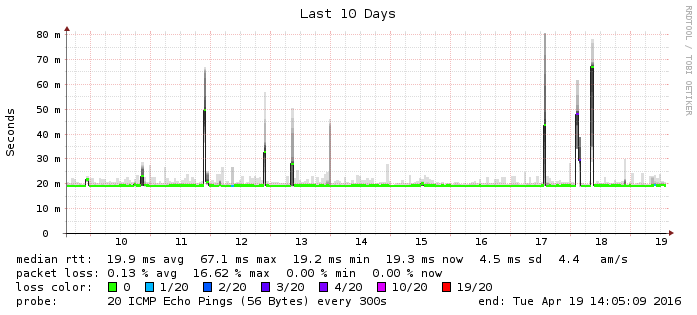 Last 10 Days
RRDTOOL / TOBI OETIKER
Seconds
80 m
70 m
60 m
50 m
40 m
30 m
20 m
10 m
0
10 11 12 13 14 15 16 17 18 19
median rtt: 19.9 ms avg 67.1 ms max 19.2 ms min 19.3 ms now 4.5 ms sd 4.4 am/s
packet loss: 0.13 % avg 16.62 % max 0.00 % min 0.00 % now
loss color: 0 1/20 2/20 3/20 4/20 10/20 19/20
probe: 20 ICMP Echo Pings (56 Bytes) every 300s end: Tue Apr 19 14:05:09 2016